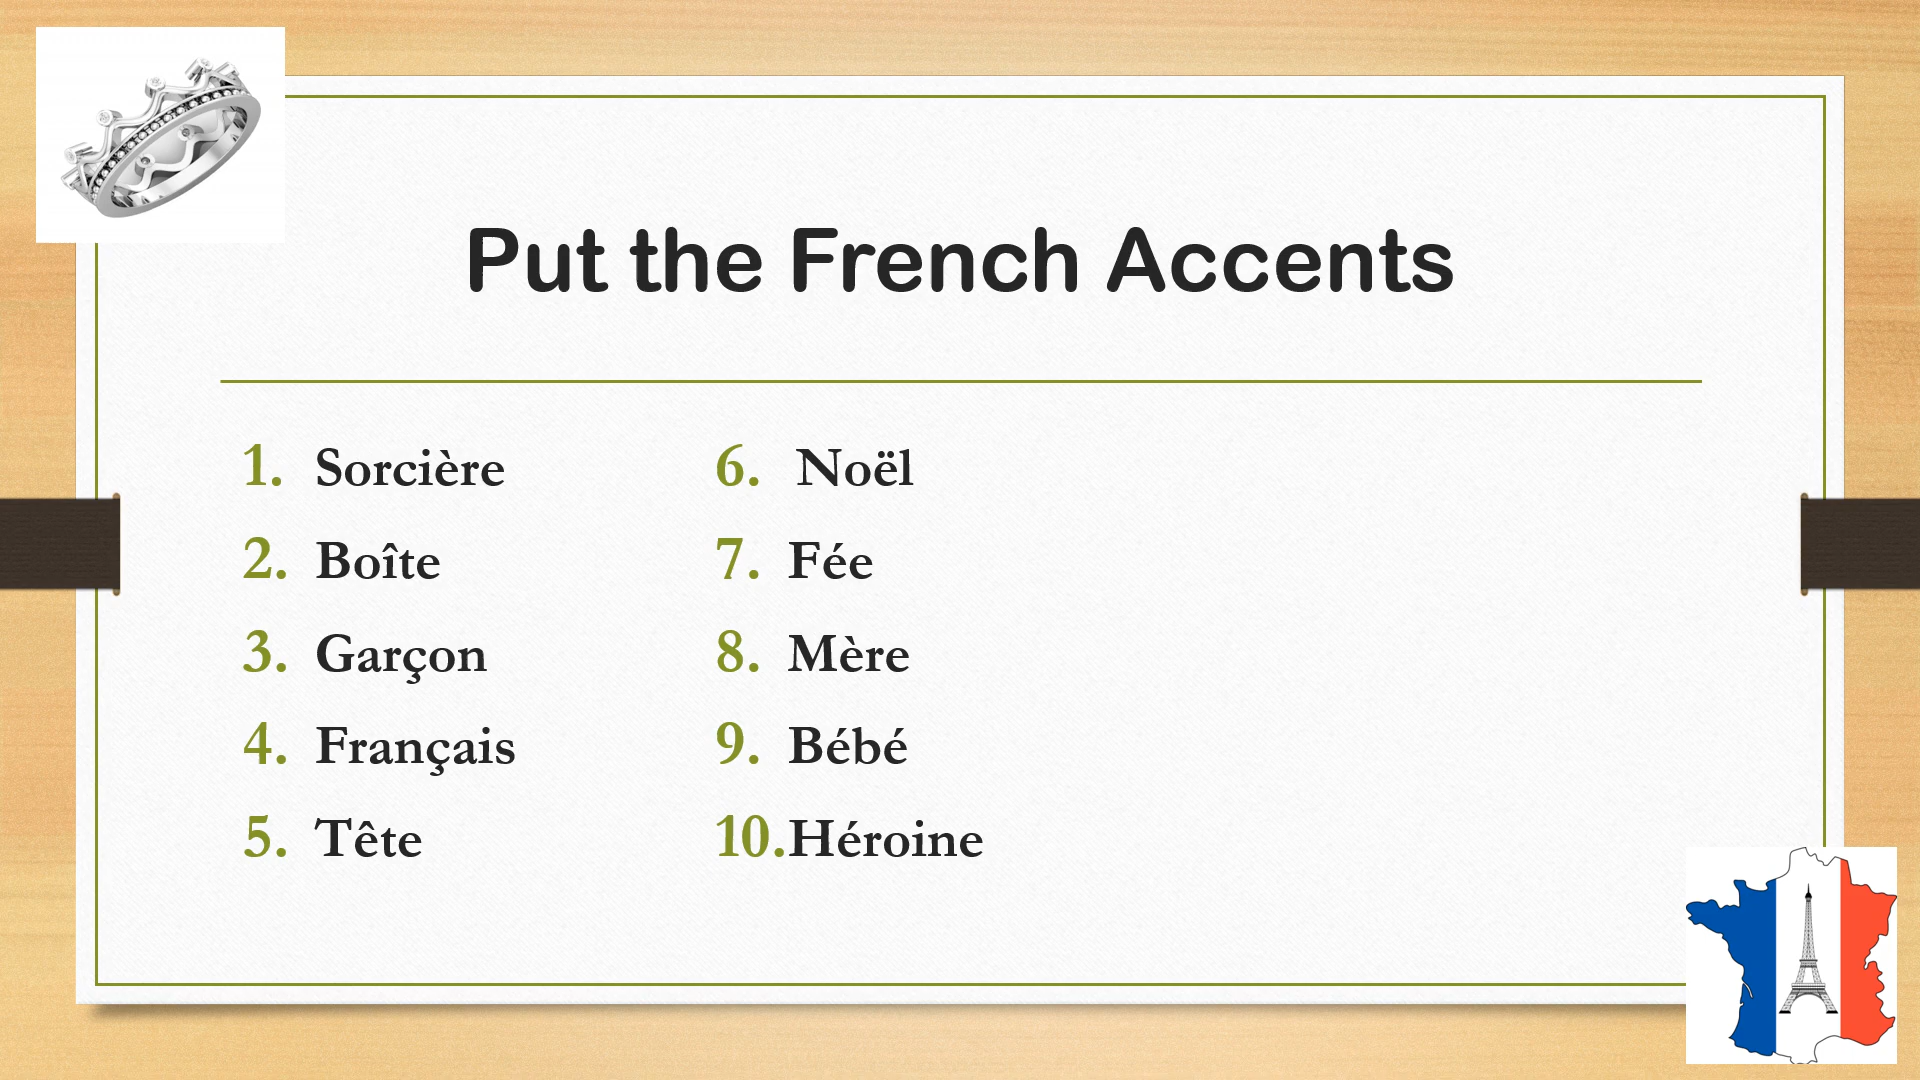 Put the French Accents
1. Sorcière
2. Boîte
3. Garçon
4. Français
5. Tête
6. Noël
7. Fée
8. Mère
9. Bébé
10.Héroine